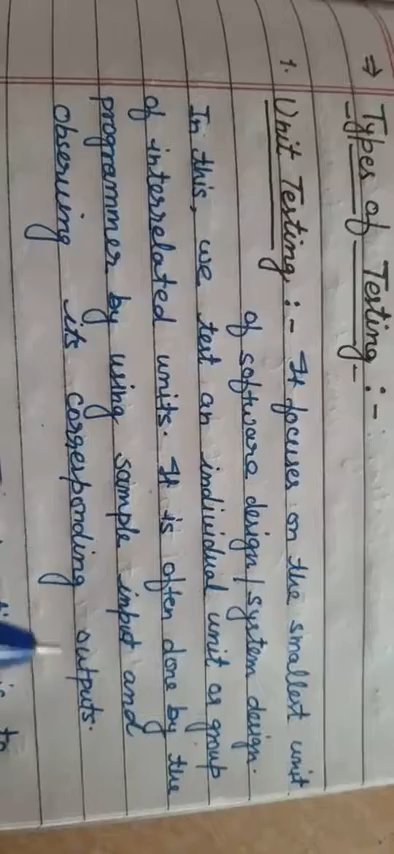 ⇒ Types of Testing :-
1. Unit Testing :- It focuses on the smallest unit
of software design/system design.
In this, we test an individual unit or group
of interrelated units. It is often done by the
programmer by using sample input and
observing its corresponding outputs.